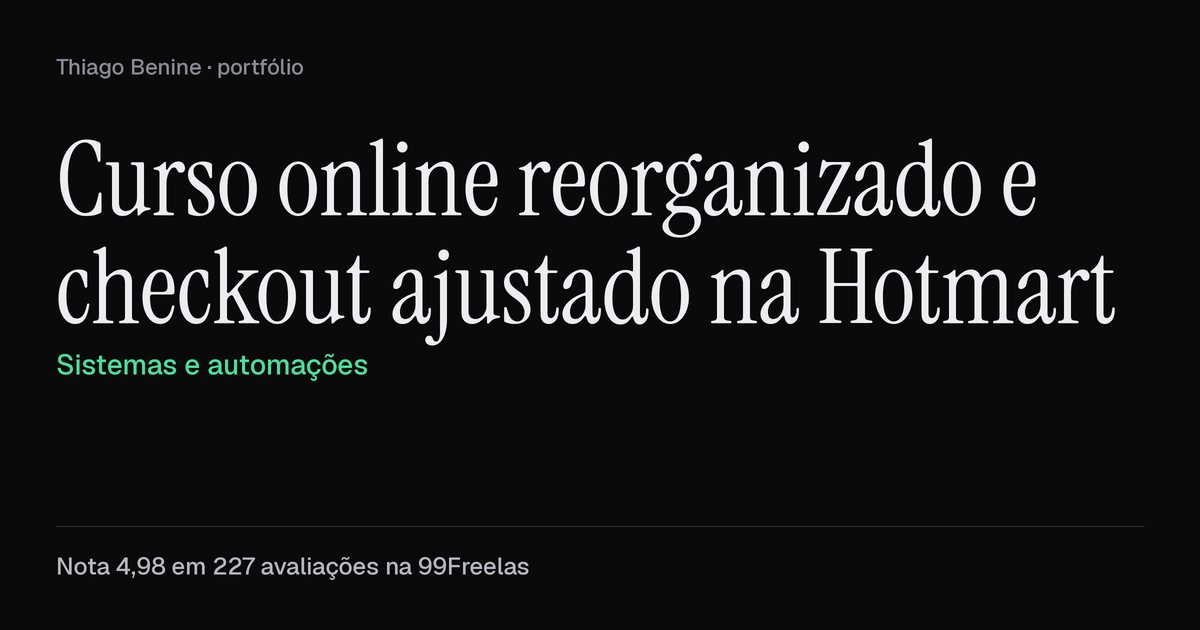 Thiago Benine · portfólio
Curso online reorganizado e
checkout ajustado na Hotmart
Sistemas e automações
Nota 4,98 em 227 avaliações na 99Freelas